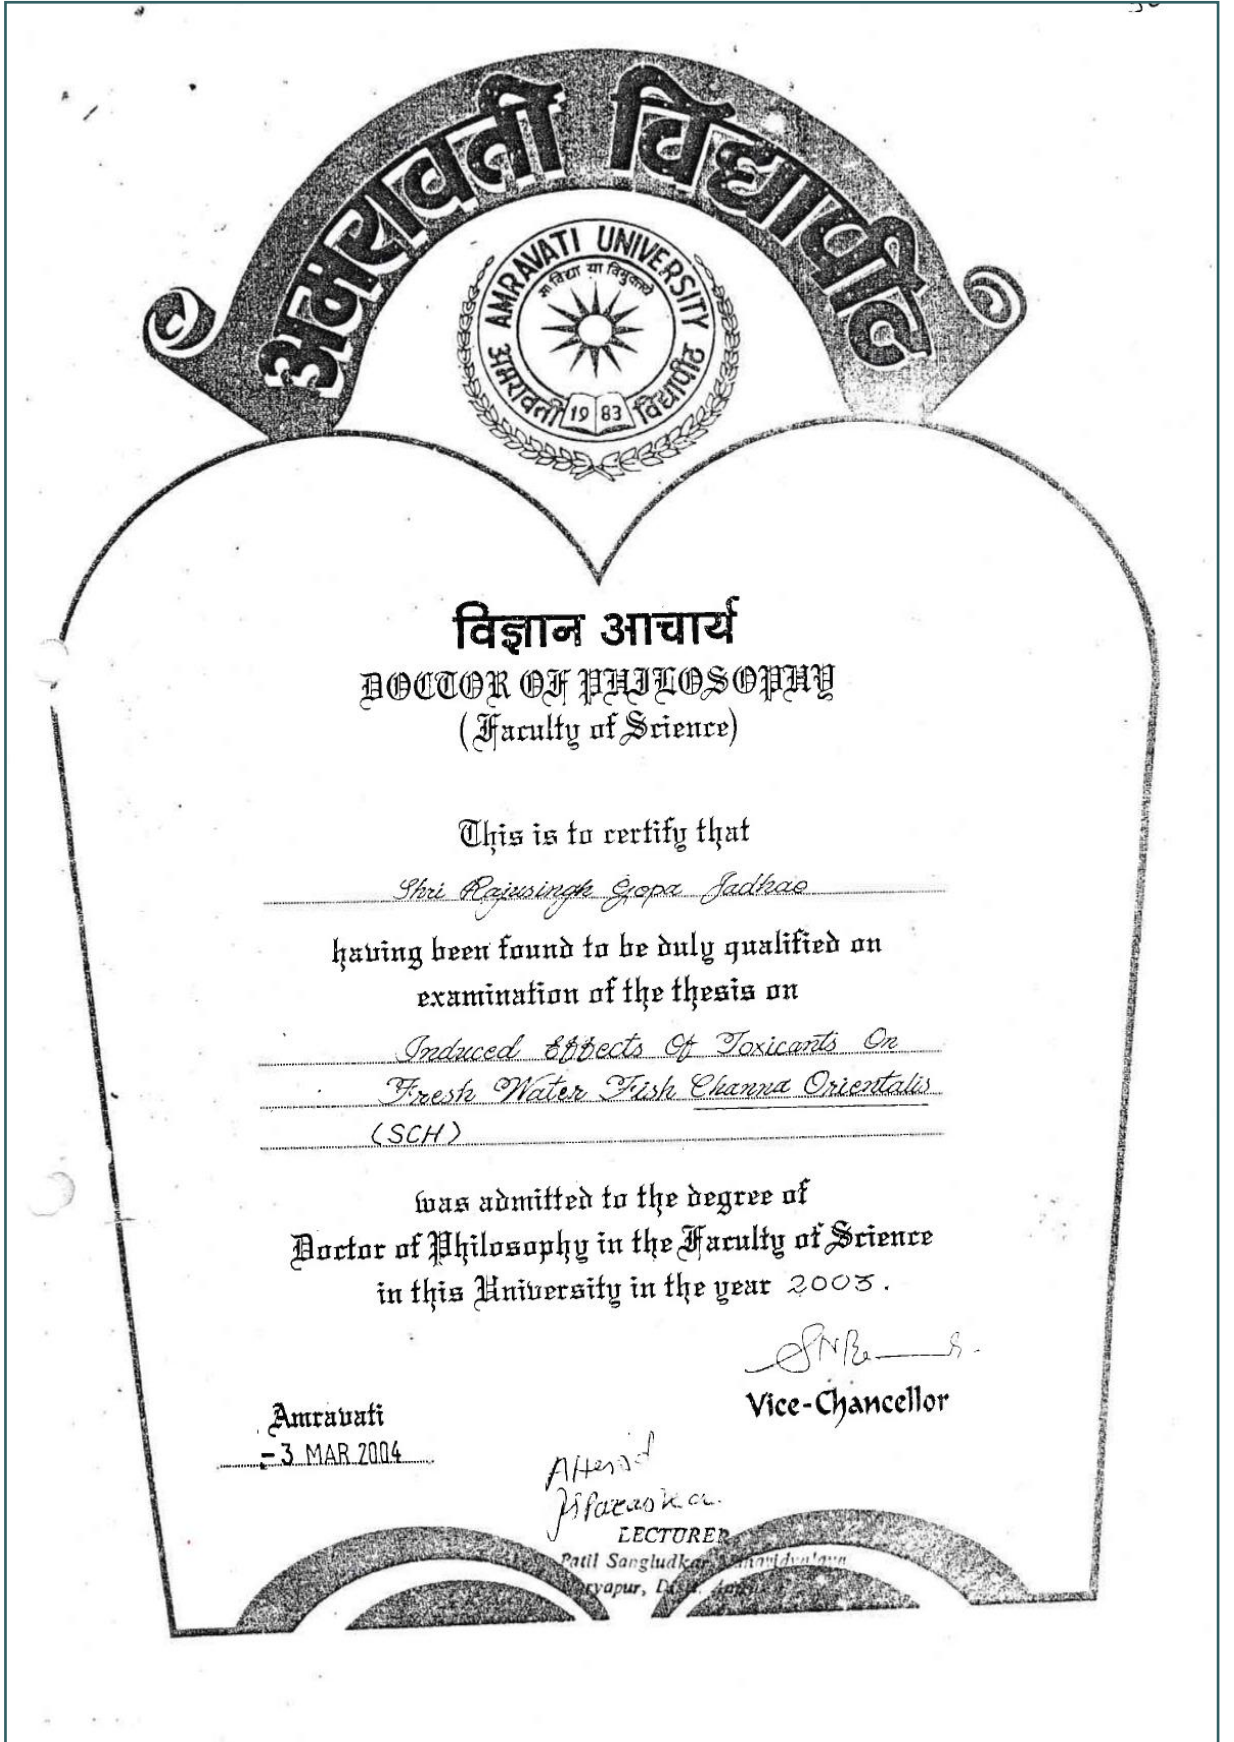 अमरावती विद्यापीठ
AMRAVATI UNIVERSITY
सा विद्या या विमुक्तये
19 83
अमरावती विद्यापीठ
विज्ञान आचार्य
DOCTOR OF PHILOSOPHY
(Faculty of Science)
This is to certify that
Shri Rajusingh Gopa Jadhao
having been found to be duly qualified on
examination of the thesis on
Induced Effects Of Toxicants On
Fresh Water Fish Channa Orientalis
(SCH)
was admitted to the degree of
Doctor of Philosophy in the Faculty of Science
in this University in the year 2003.
Vice-Chancellor
Amravati
- 3 MAR 2004
Attested
LECTURER
Patil Sangludkar Mahavidyalaya